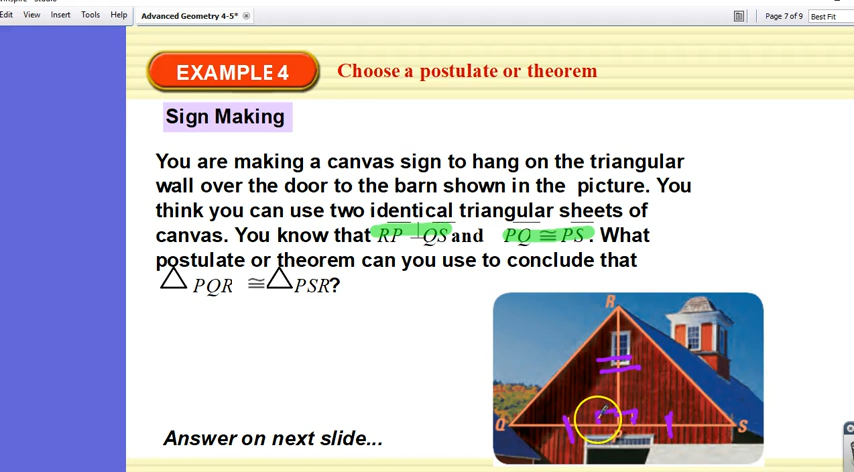 Edit View Insert Tools Help
Advanced Geometry 4-5*
Page 7 of 9 Best Fit
EXAMPLE 4 Choose a postulate or theorem
Sign Making
You are making a canvas sign to hang on the triangular
wall over the door to the barn shown in the picture. You
think you can use two identical triangular sheets of
canvas. You know that RP ⊥ QS and PQ ≅ PS. What
postulate or theorem can you use to conclude that
△ PQR ≅ △ PSR?
R
Q S
Answer on next slide...